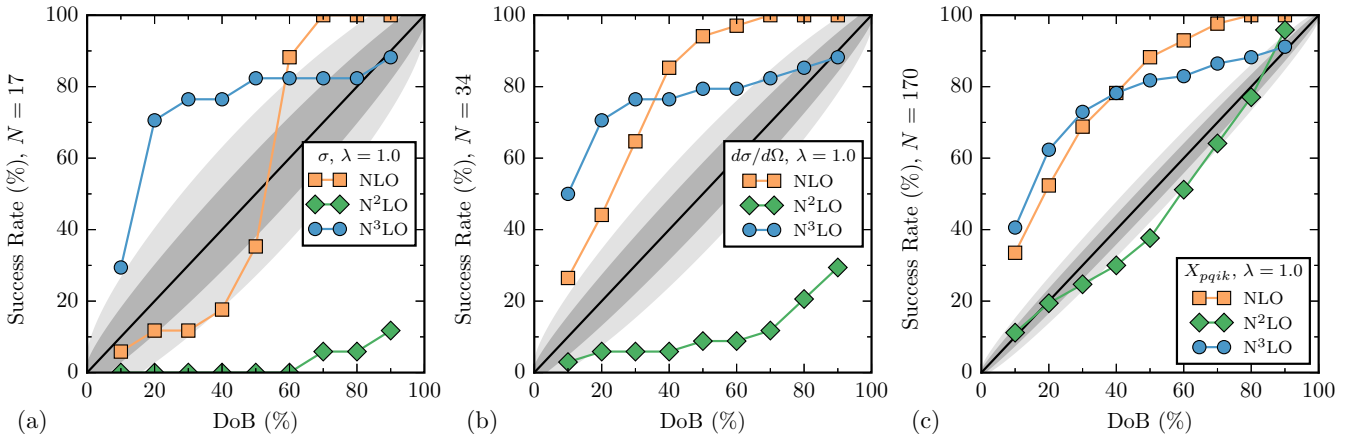 Success Rate (%), N = 17
100
80
60
40
20
0
0
20
40
60
80
100
DoB (%)
(a)
σ, λ = 1.0
NLO
N²LO
N³LO
Success Rate (%), N = 34
100
80
60
40
20
0
0
20
40
60
80
100
DoB (%)
(b)
dσ/dΩ, λ = 1.0
NLO
N²LO
N³LO
Success Rate (%), N = 170
100
80
60
40
20
0
0
20
40
60
80
100
DoB (%)
(c)
X_{pqik}, λ = 1.0
NLO
N²LO
N³LO